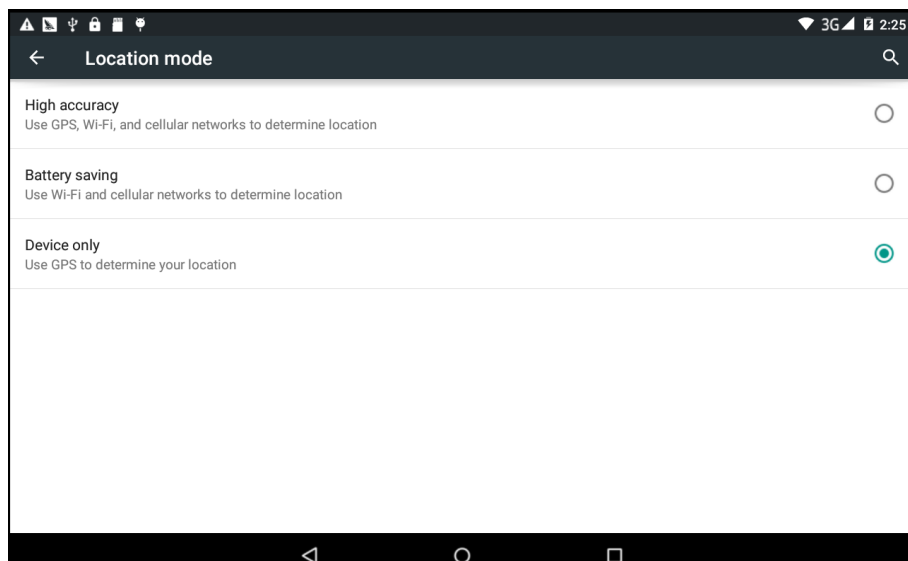 3G 2:25
Location mode
High accuracy
Use GPS, Wi-Fi, and cellular networks to determine location
Battery saving
Use Wi-Fi and cellular networks to determine location
Device only
Use GPS to determine your location